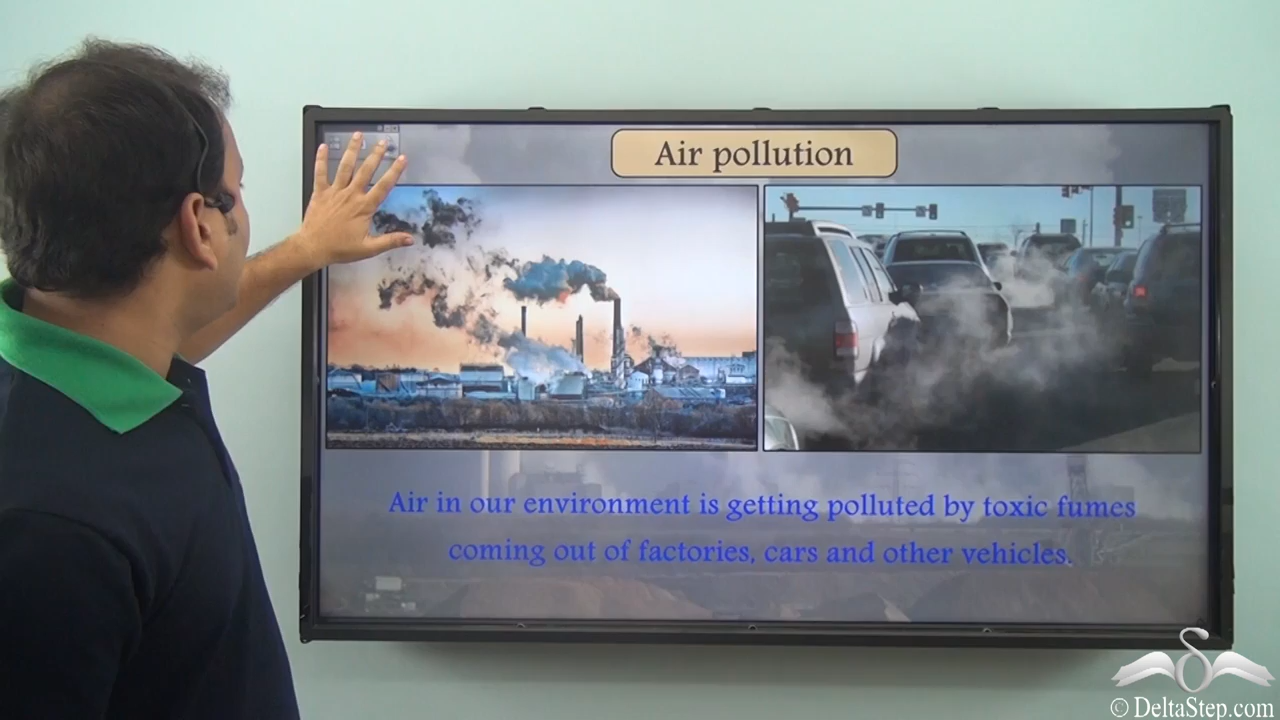 Air pollution
Air in our environment is getting polluted by toxic fumes
coming out of factories, cars and other vehicles.
© DeltaStep.com